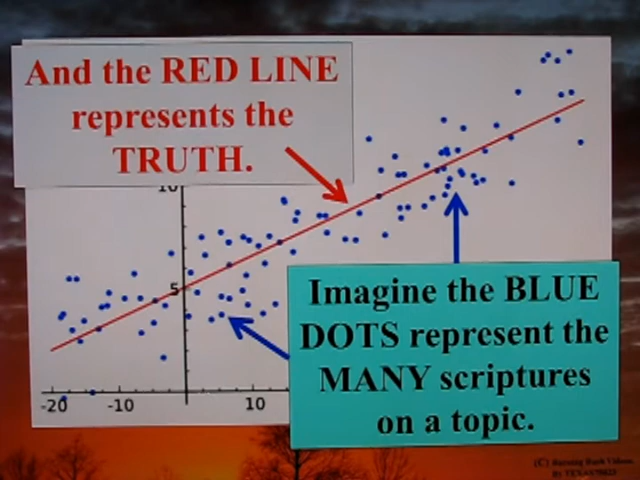 And the RED LINE
represents the
TRUTH.
10
5
Imagine the BLUE
DOTS represent the
MANY scriptures
on a topic.
-20
-10
10
(C) Burning Bush Videos